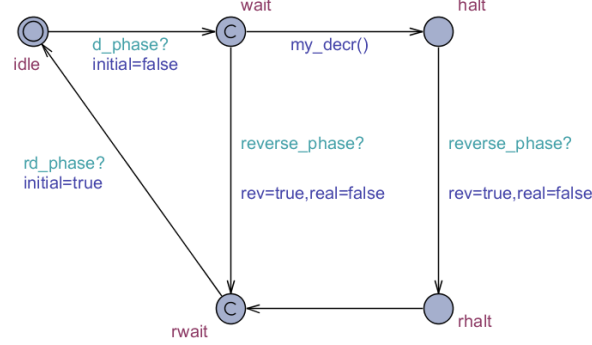 wait
halt
C
d_phase?
initial=false
my_decr()
idle
reverse_phase?
reverse_phase?
rd_phase?
initial=true
rev=true,real=false
rev=true,real=false
C
rwait
rhalt